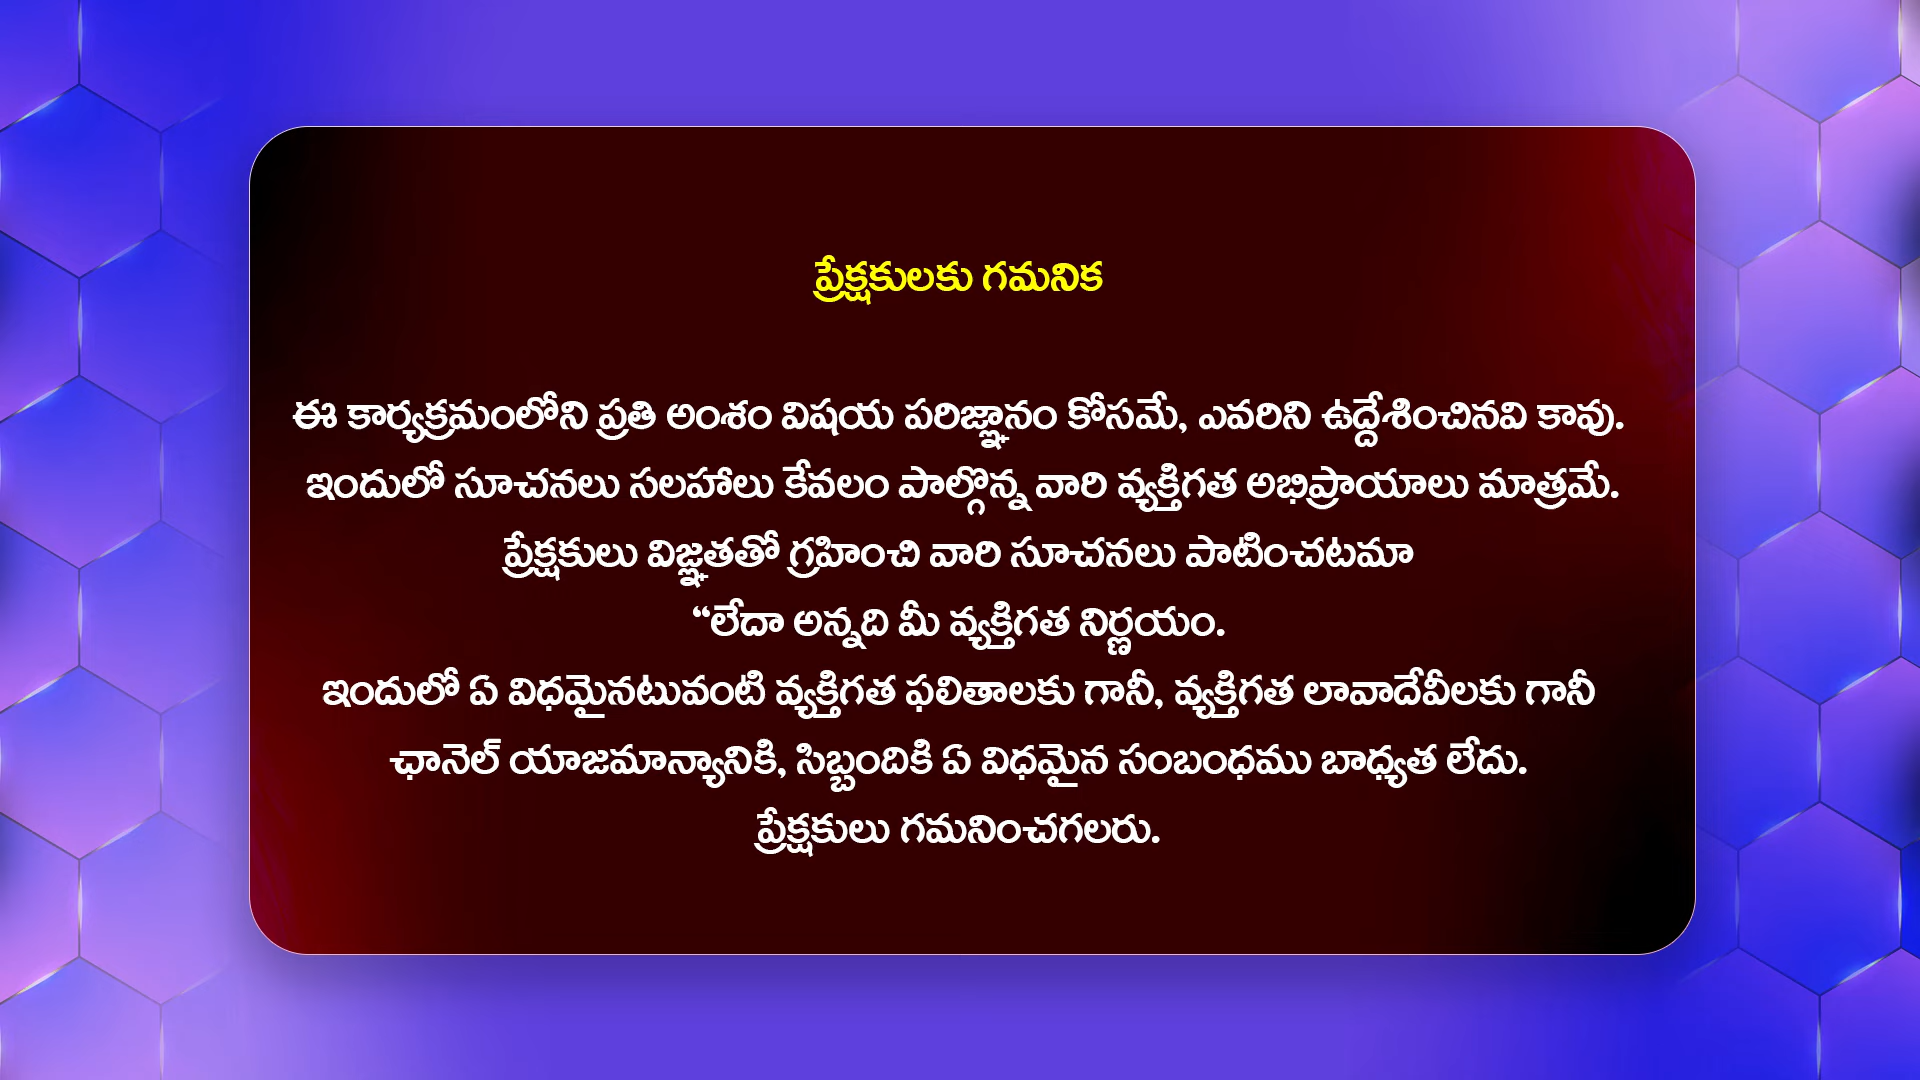 ప్రేక్షకులకు గమనిక
ఈ కార్యక్రమంలోని ప్రతి అంశం విషయ పరిజ్ఞానం కోసమే, ఎవరిని ఉద్దేశించినవి కావు.
ఇందులో సూచనలు సలహాలు కేవలం పాల్గొన్న వారి వ్యక్తిగత అభిప్రాయాలు మాత్రమే.
ప్రేక్షకులు విజ్ఞతతో గ్రహించి వారి సూచనలు పాటించటమా
“లేదా అన్నది మీ వ్యక్తిగత నిర్ణయం.
ఇందులో ఏ విధమైనటువంటి వ్యక్తిగత ఫలితాలకు గానీ, వ్యక్తిగత లావాదేవీలకు గానీ
ఛానెల్ యాజమాన్యానికి, సిబ్బందికి ఏ విధమైన సంబంధము బాధ్యత లేదు.
ప్రేక్షకులు గమనించగలరు.